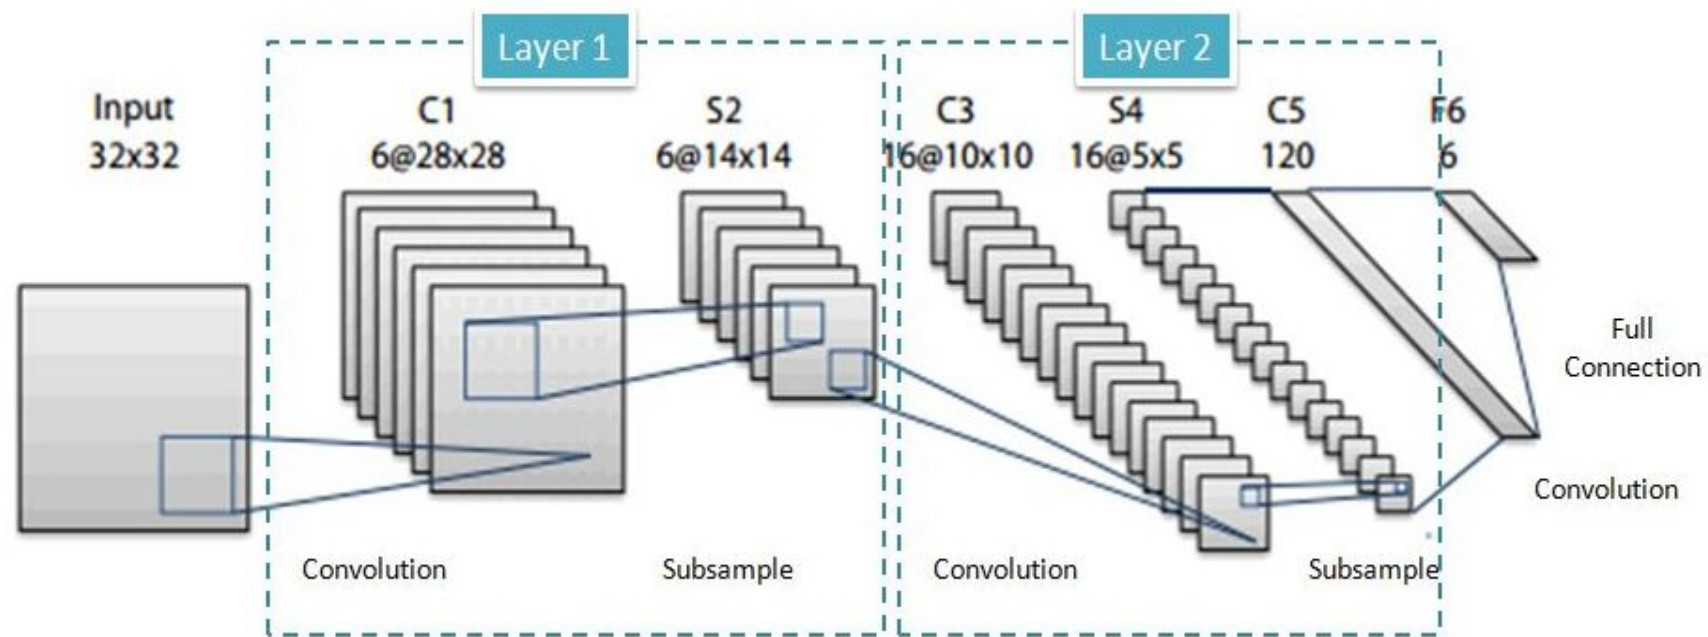 Layer 1
Layer 2
Input
32x32
C1
6@28x28
S2
6@14x14
C3
16@10x10
S4
16@5x5
C5
120
F6
6
Full
Connection
Convolution
Convolution
Subsample
Convolution
Subsample